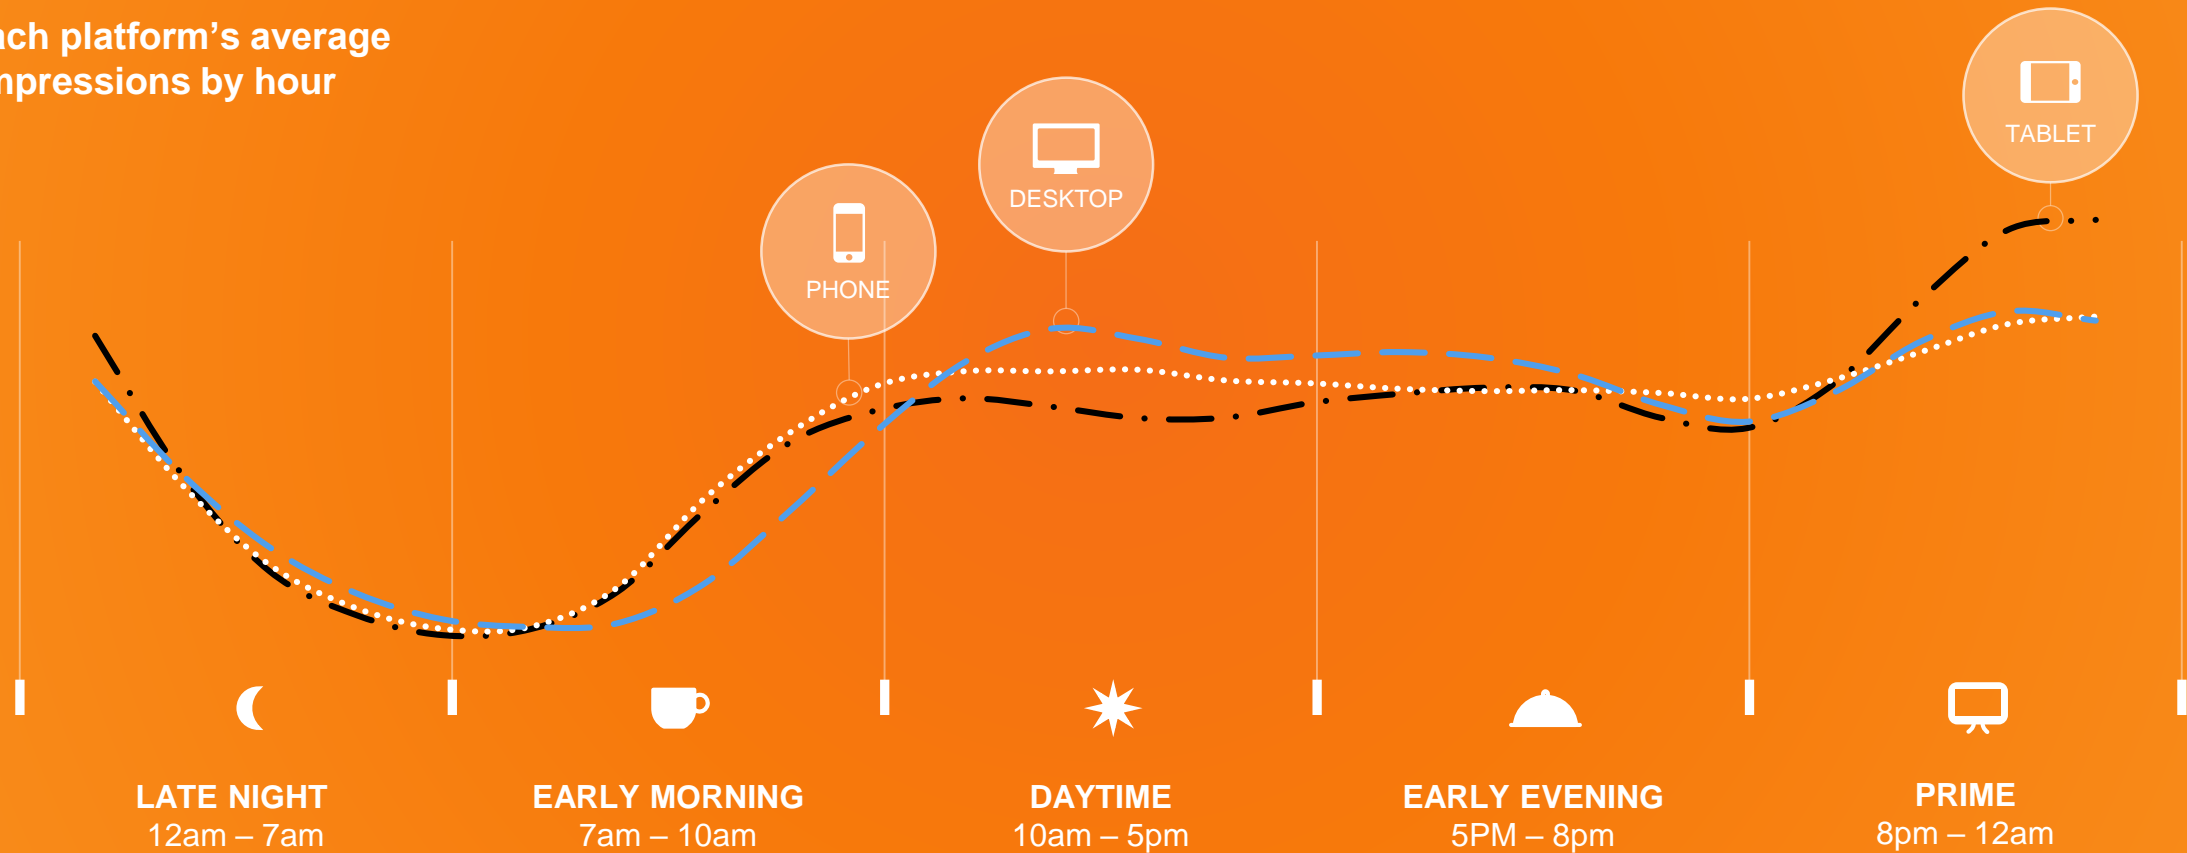 ach platform’s average
mpressions by hour
TABLET
DESKTOP
PHONE
LATE NIGHT
12am – 7am
EARLY MORNING
7am – 10am
DAYTIME
10am – 5pm
EARLY EVENING
5PM – 8pm
PRIME
8pm – 12am